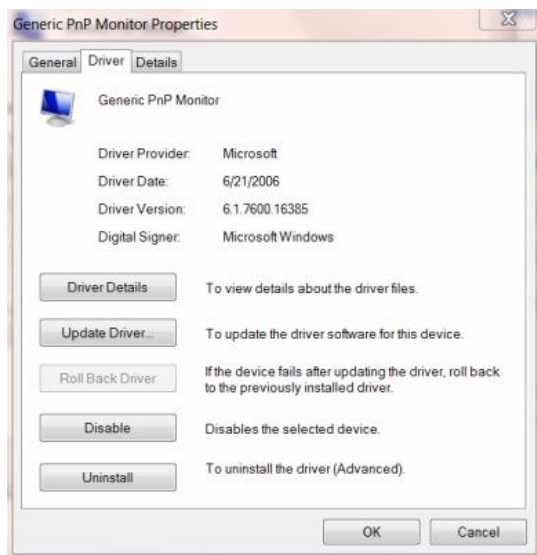 Generic PnP Monitor Properties
General Driver Details
Generic PnP Monitor
Driver Provider: Microsoft
Driver Date: 6/21/2006
Driver Version: 6.1.7600.16385
Digital Signer: Microsoft Windows
Driver Details To view details about the driver files.
Update Driver... To update the driver software for this device.
Roll Back Driver If the device fails after updating the driver, roll back
to the previously installed driver.
Disable Disables the selected device.
Uninstall To uninstall the driver (Advanced).
OK Cancel